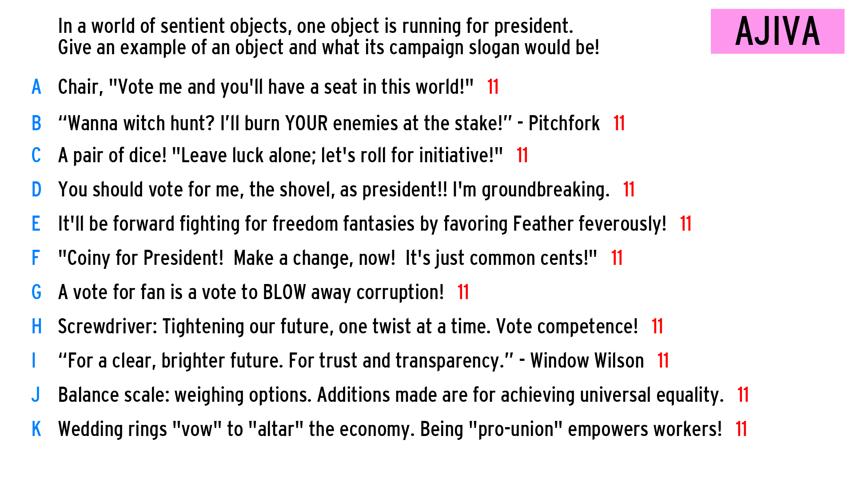 In a world of sentient objects, one object is running for president.
Give an example of an object and what its campaign slogan would be!
AJIVA
A Chair, "Vote me and you'll have a seat in this world!" 11
B “Wanna witch hunt? I’ll burn YOUR enemies at the stake!” - Pitchfork 11
C A pair of dice! "Leave luck alone; let's roll for initiative!" 11
D You should vote for me, the shovel, as president!! I'm groundbreaking. 11
E It'll be forward fighting for freedom fantasies by favoring Feather feverously! 11
F "Coiny for President!  Make a change, now!  It's just common cents!" 11
G A vote for fan is a vote to BLOW away corruption! 11
H Screwdriver: Tightening our future, one twist at a time. Vote competence! 11
I “For a clear, brighter future. For trust and transparency.” - Window Wilson 11
J Balance scale: weighing options. Additions made are for achieving universal equality. 11
K Wedding rings "vow" to "altar" the economy. Being "pro-union" empowers workers! 11